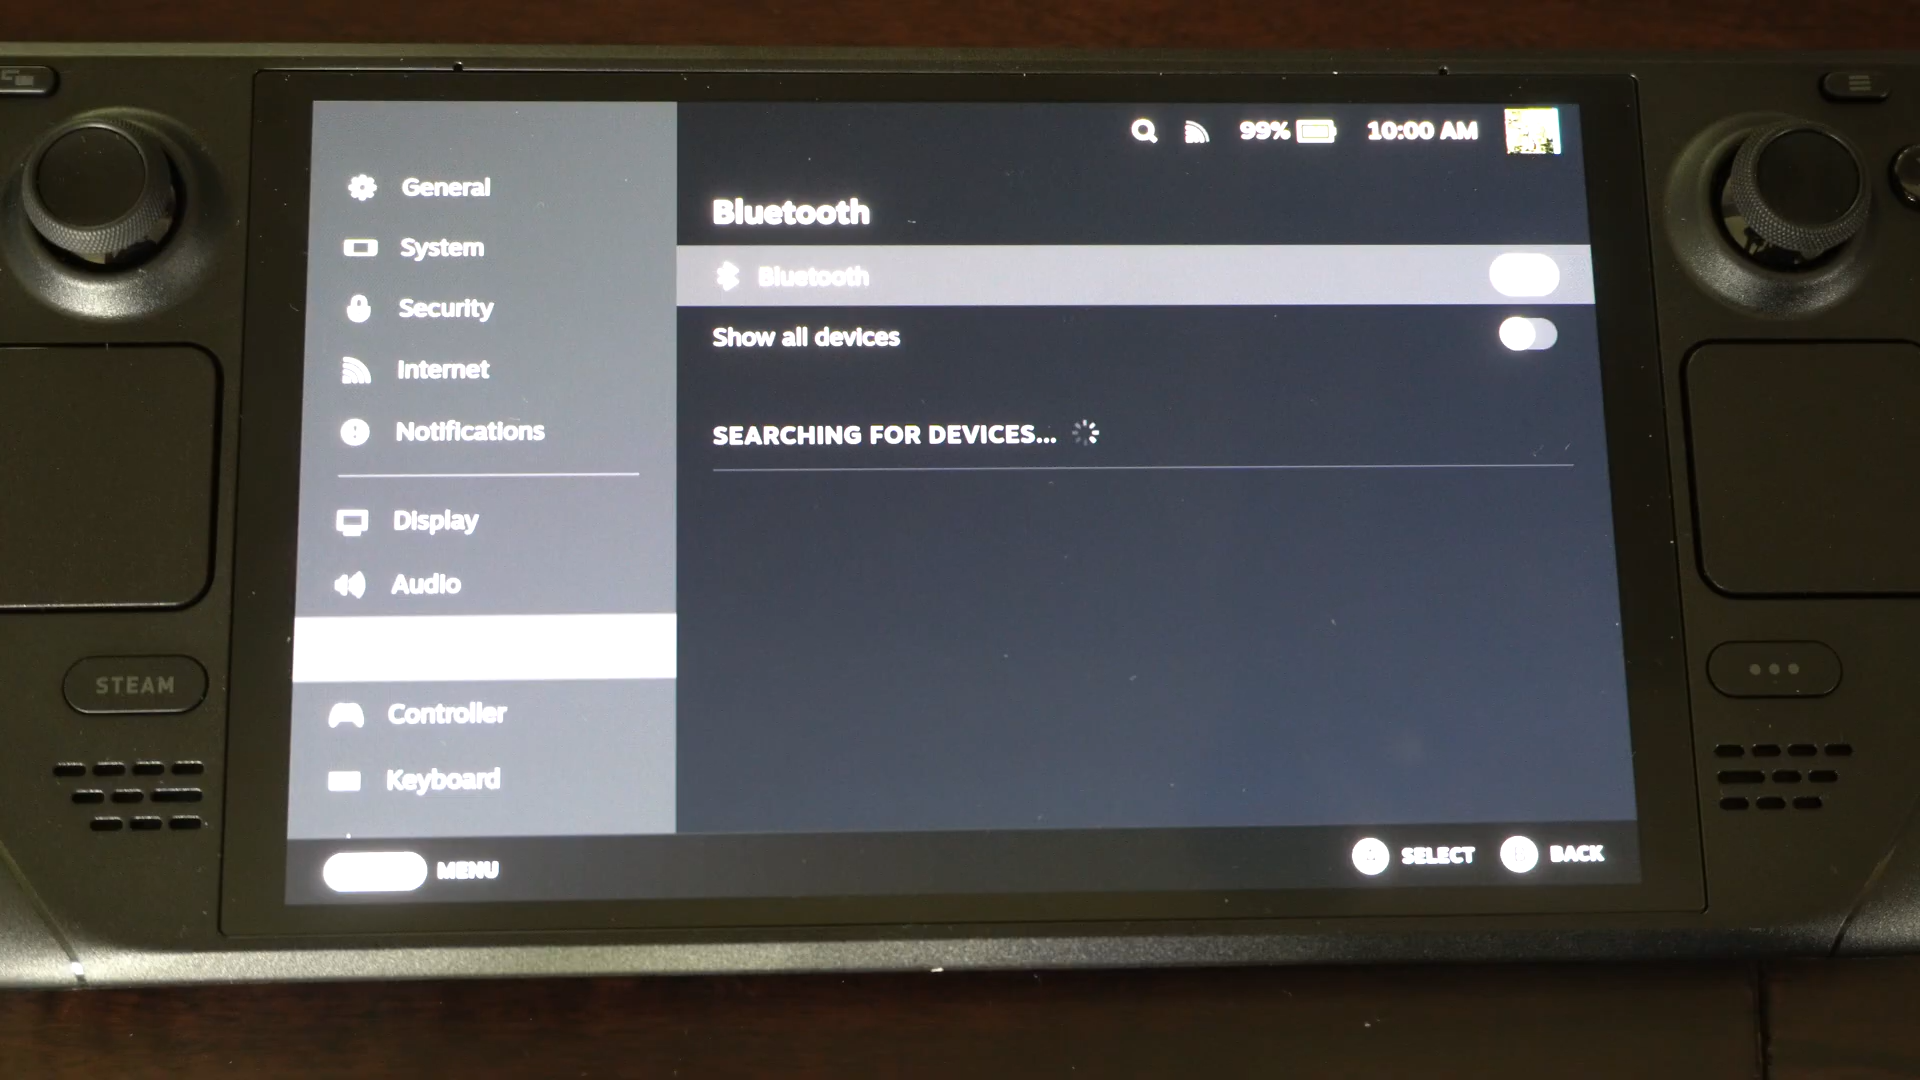 99% 10:00 AM
General
System
Security
Internet
Notifications
Display
Audio
Controller
Keyboard
Bluetooth
Bluetooth
Show all devices
SEARCHING FOR DEVICES...
MENU
SELECT
BACK
STEAM